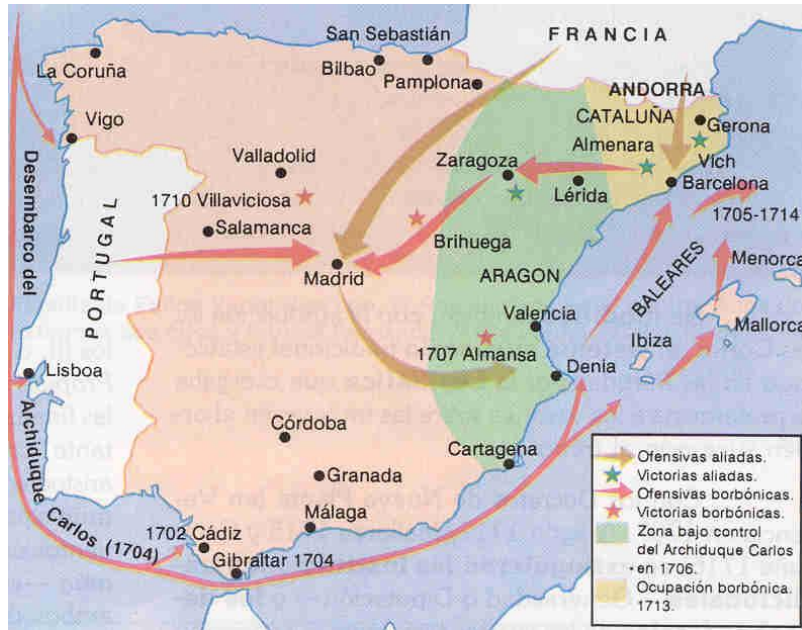 FRANCIA
San Sebastián
La Coruña
Bilbao
Pamplona
ANDORRA
CATALUÑA
Vigo
Gerona
Almenara
Valladolid
Zaragoza
Vich
Lérida
Barcelona
1710 Villaviciosa
1705-1714
Salamanca
Brihuega
Desembarco del Archiduque Carlos (1704)
PORTUGAL
Madrid
ARAGON
BALEARES
Menorca
Valencia
Mallorca
Ibiza
1707 Almansa
Lisboa
Denia
Córdoba
Cartagena
Granada
Málaga
1702 Cádiz
Gibraltar 1704
Ofensivas aliadas.
Victorias aliadas.
Ofensivas borbónicas.
Victorias borbónidas.
Zona bajo control
del Archiduque Carlos
en 1706.
Ocupación borbónica.
1713.